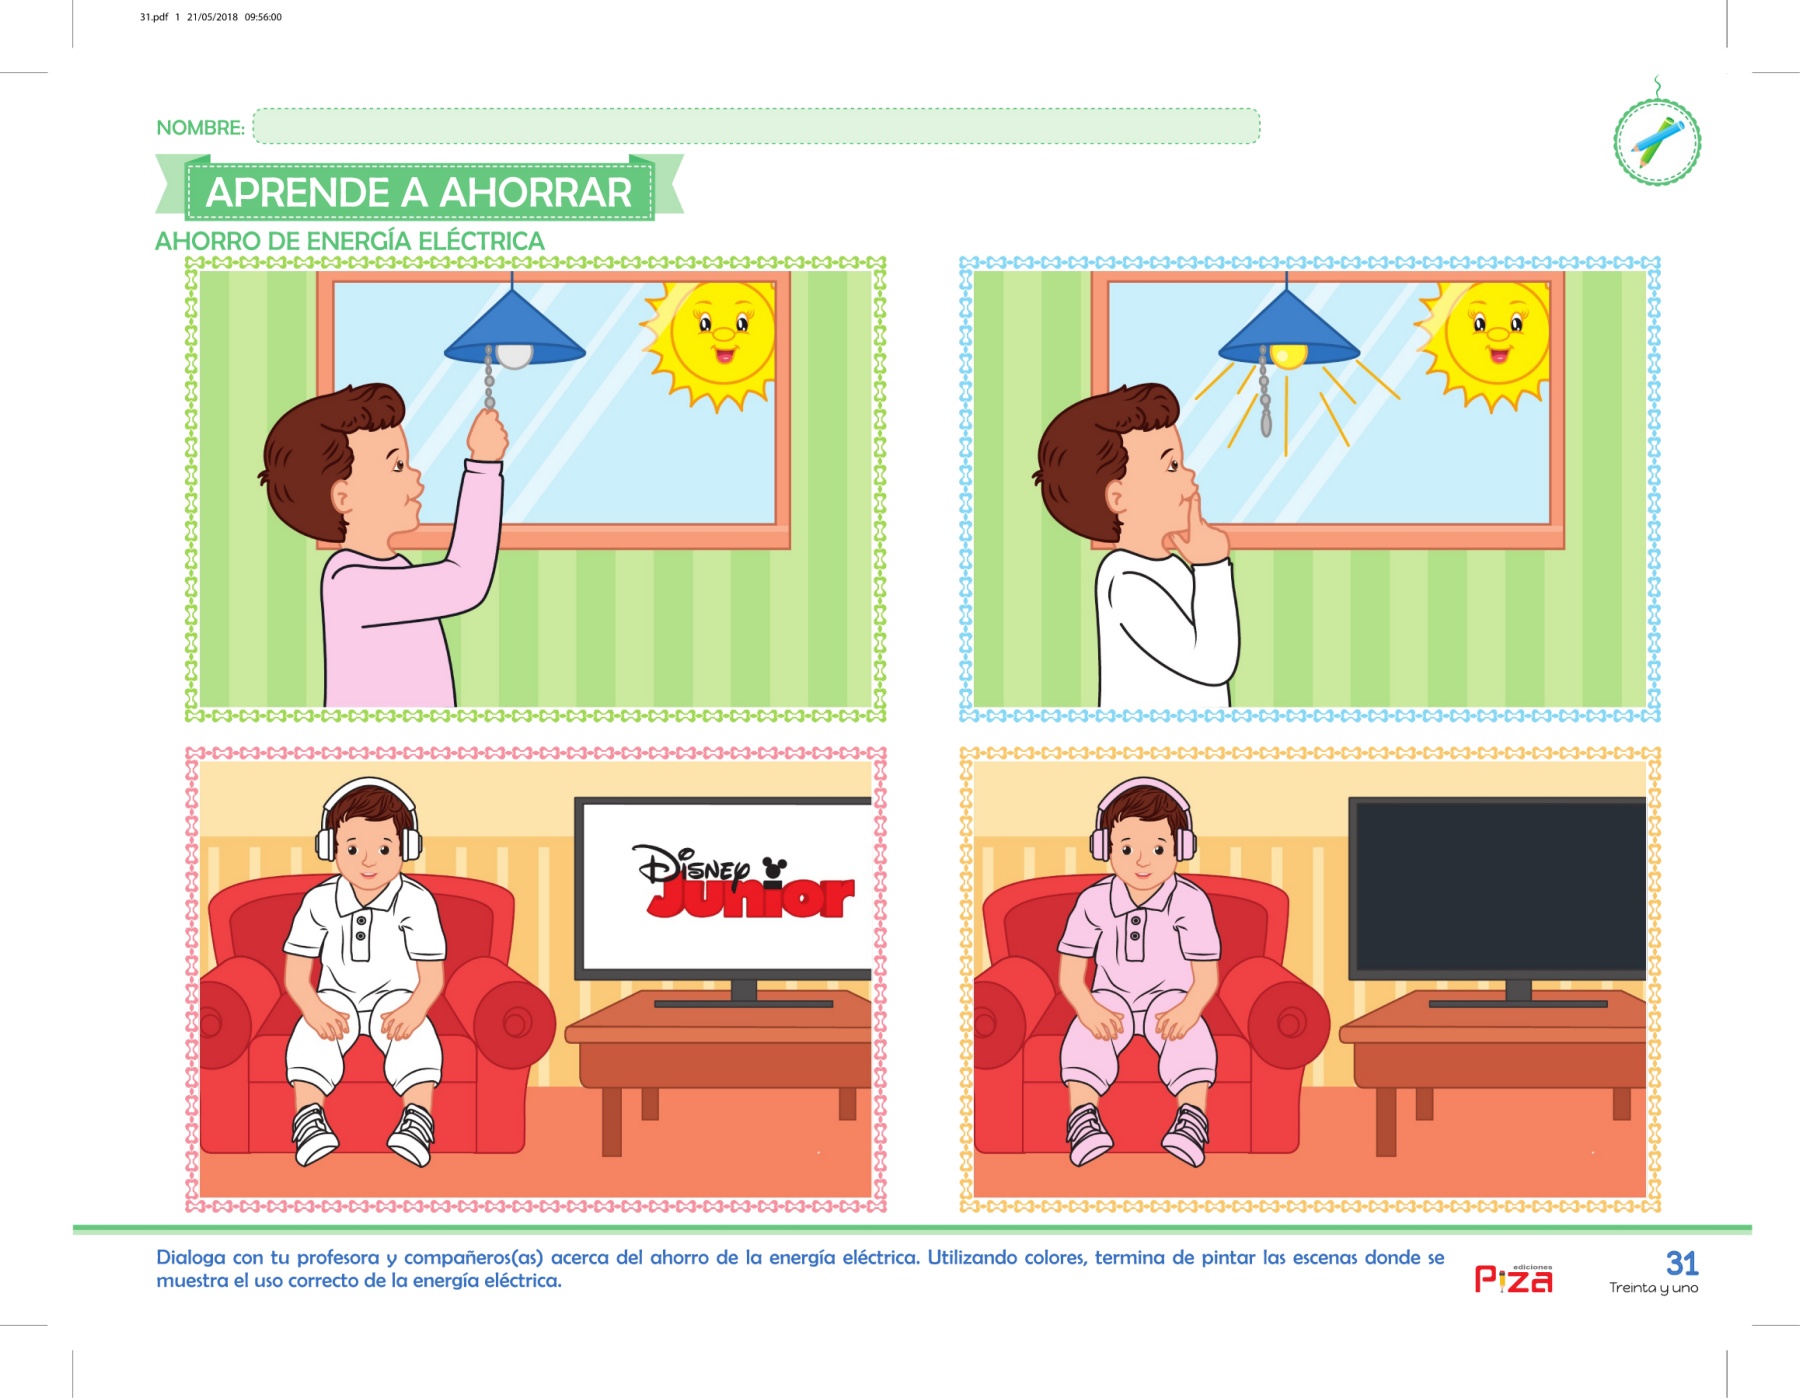 31.pdf 1 21/05/2018 09:56:00
NOMBRE:
APRENDE A AHORRAR
AHORRO DE ENERGÍA ELÉCTRICA
Disney
Junior
Dialoga con tu profesora y compañeros(as) acerca del ahorro de la energía eléctrica. Utilizando colores, termina de pintar las escenas donde se
muestra el uso correcto de la energía eléctrica.
ediciones
Piza
31
Treinta y uno